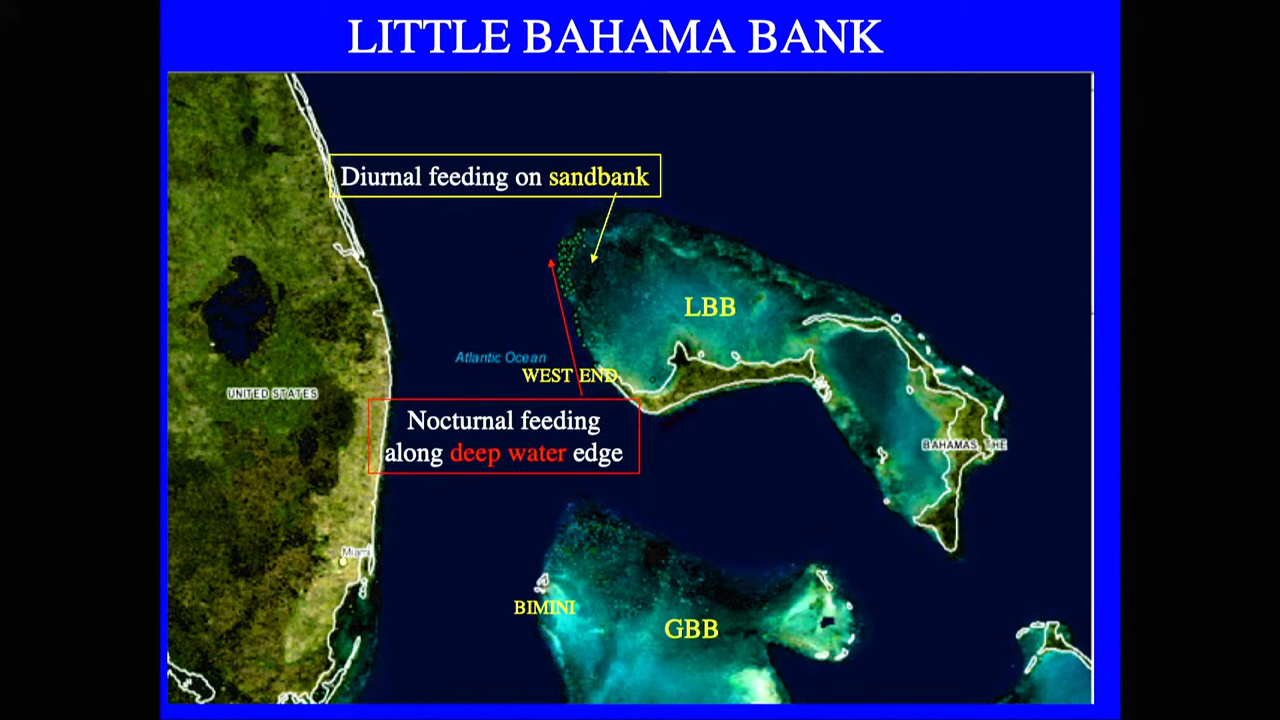 LITTLE BAHAMA BANK
Diurnal feeding on sandbank
LBB
Atlantic Ocean
WEST END
UNITED STATES
Nocturnal feeding
along deep water edge
BAHAMAS, THE
Miami
BIMINI
GBB